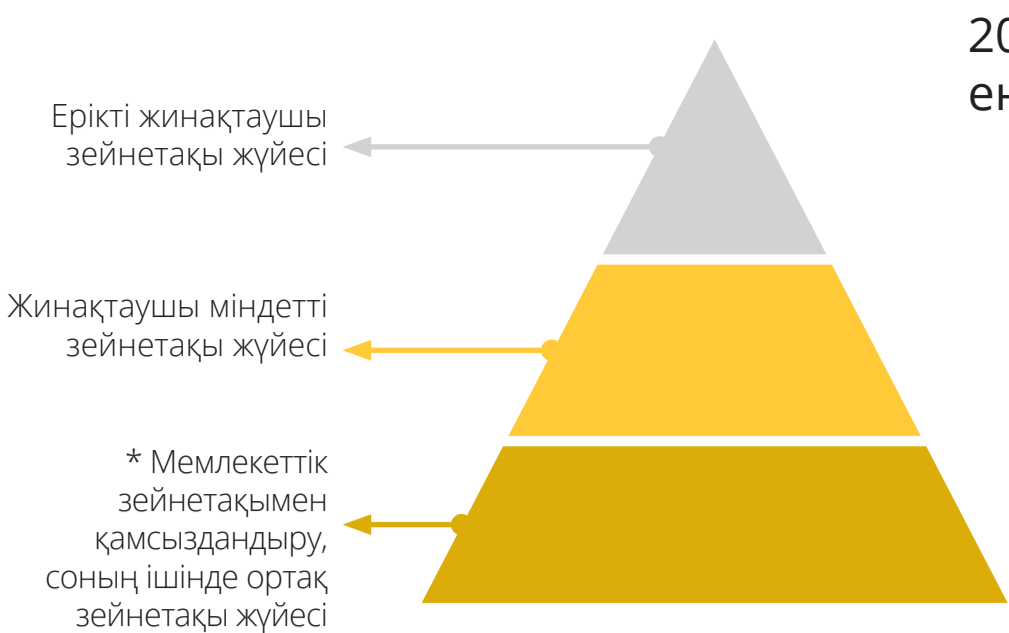 Ерікті жинақтаушы
зейнетақы жүйесі
Жинақтаушы міндетті
зейнетақы жүйесі
* Мемлекеттік
зейнетақымен
қамсыздандыру,
соның ішінде ортақ
зейнетақы жүйесі